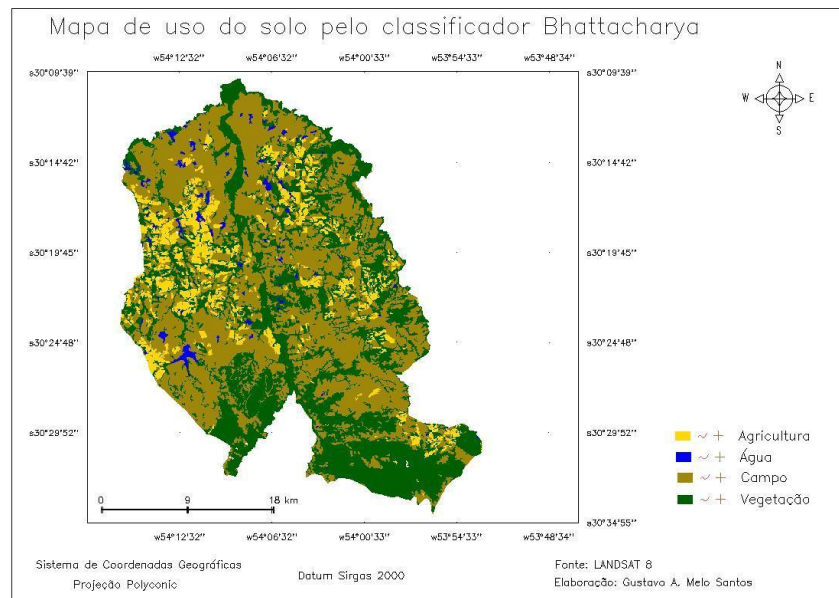 Mapa de uso do solo pelo classificador Bhattacharya
w54°12'32'' w54°06'32'' w54°00'33'' w53°54'33'' w53°48'34''
s30°09'39'' s30°09'39''
N
W E
S
s30°14'42'' s30°14'42''
s30°19'45'' s30°19'45''
s30°24'48'' s30°24'48''
s30°29'52'' s30°29'52''
Agricultura
Água
Campo
Vegetação
0 9 18 km
s30°34'55''
w54°12'32'' w54°06'32'' w54°00'33'' w53°54'33'' w53°48'34''
Sistema de Coordenadas Geográficas
Projeção Polyconic
Datum Sirgas 2000
Fonte: LANDSAT 8
Elaboração: Gustavo A. Melo Santos